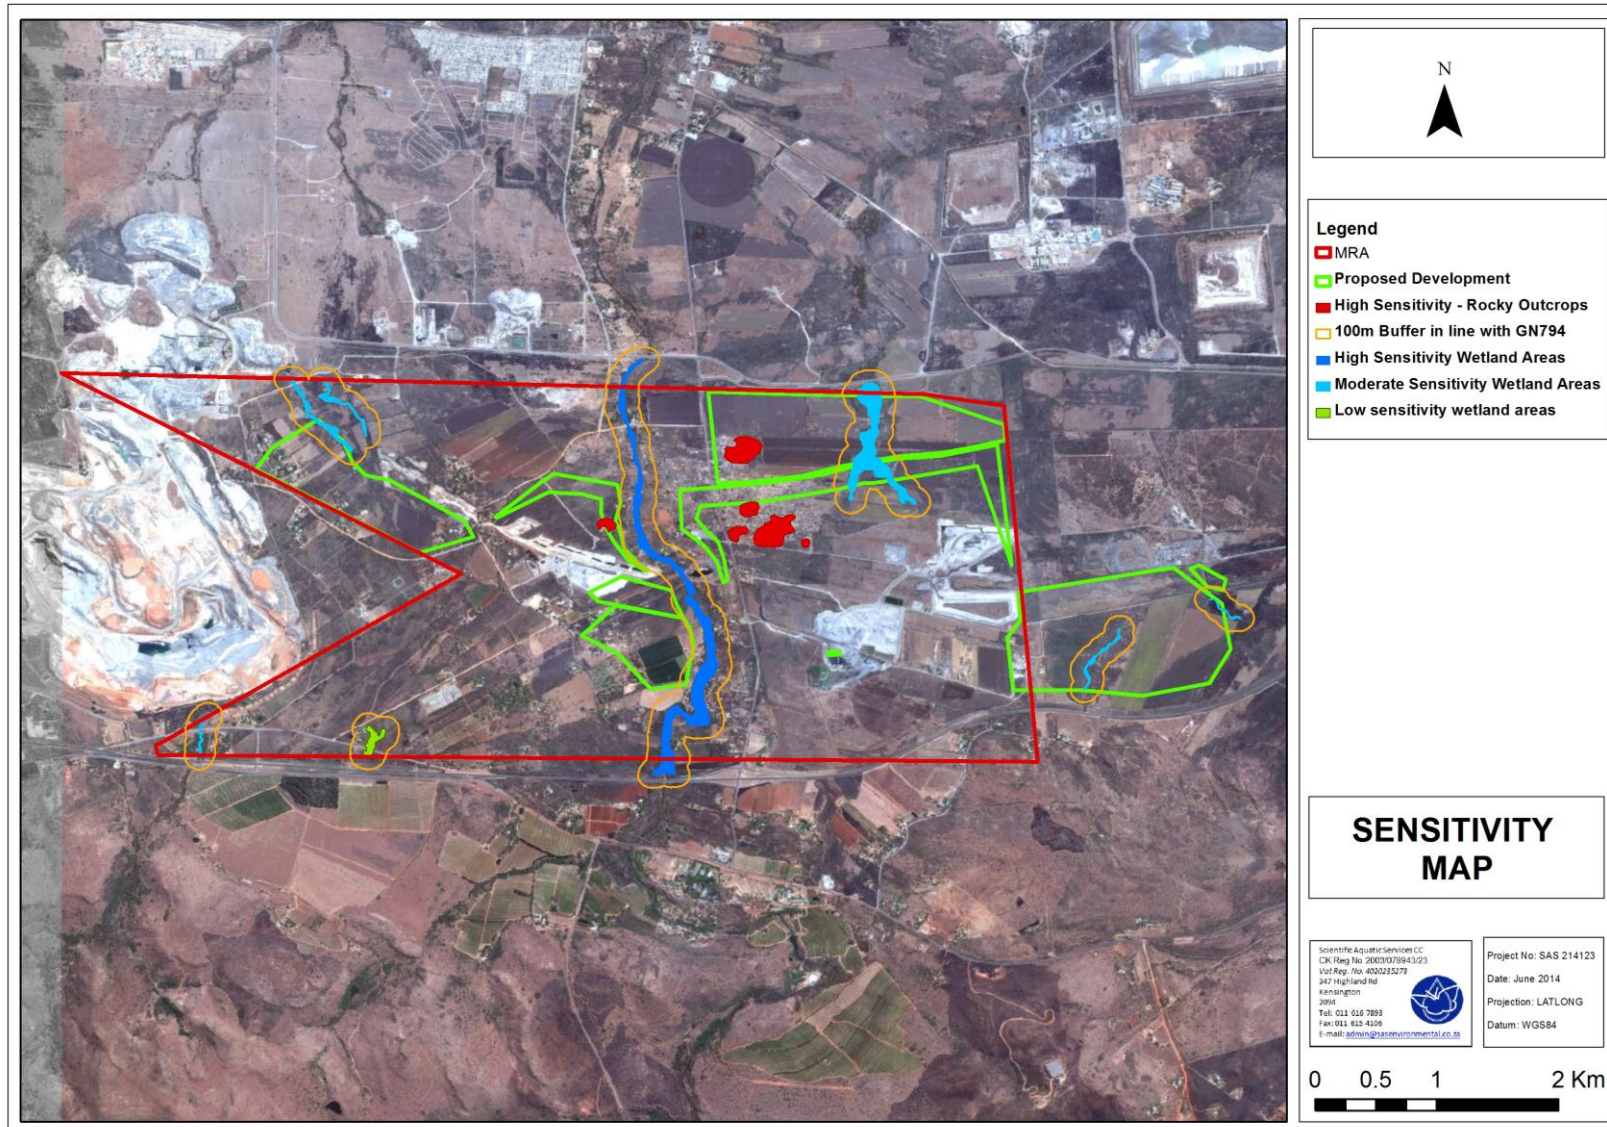 N
Legend
MRA
Proposed Development
High Sensitivity - Rocky Outcrops
100m Buffer in line with GN794
High Sensitivity Wetland Areas
Moderate Sensitivity Wetland Areas
Low sensitivity wetland areas
SENSITIVITY
MAP
Scientific Aquatic Services CC
CK Reg No 2003/078943/23
Vat Reg. No. 4020235273
347 Highland Rd
Kensington
2094
Tel: 011 616 7893
Fax: 011 615 4106
E-mail: admin@sasenvironmental.co.za
Project No: SAS 214123
Date: June 2014
Projection: LATLONG
Datum: WGS84
0 0.5 1 2 Km